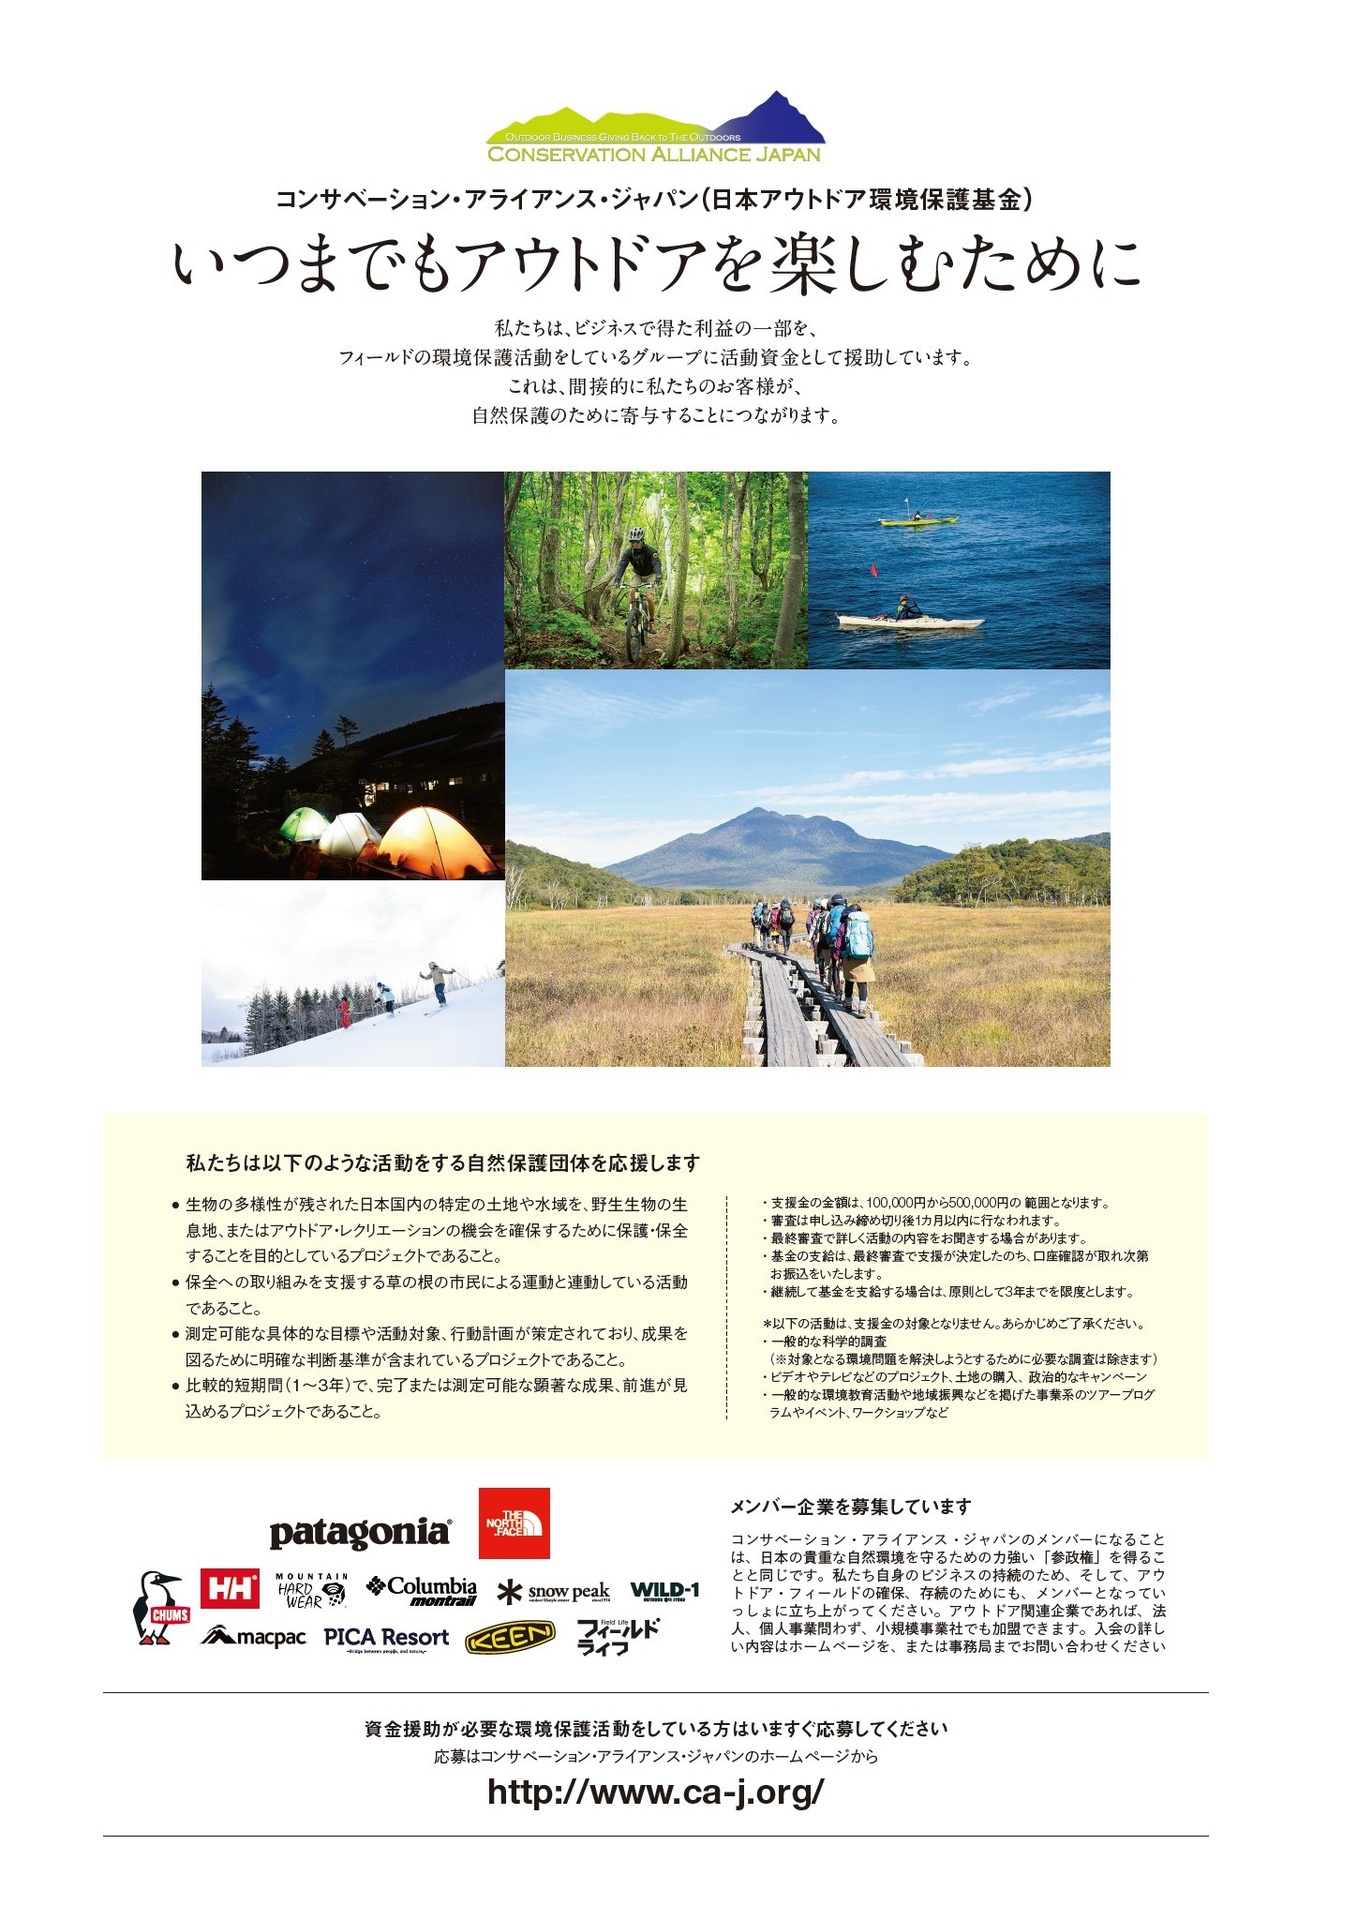 OUTDOOR BUSINESS GIVING BACK TO THE OUTDOORS
CONSERVATION ALLIANCE JAPAN
コンサベーション・アライアンス・ジャパン(日本アウトドア環境保護基金)
いつまでもアウトドアを楽しむために
私たちは、ビジネスで得た利益の一部を、
フィールドの環境保護活動をしているグループに活動資金として援助しています。
これは、間接的に私たちのお客様が、
自然保護のために寄与することにつながります。
私たちは以下のような活動をする自然保護団体を応援します
● 生物の多様性が残された日本国内の特定の土地や水域を、野生生物の生
息地、またはアウトドア・レクリエーションの機会を確保するために保護・保全
することを目的としているプロジェクトであること。
● 保全への取り組みを支援する草の根の市民による運動と連動している活動
であること。
● 測定可能な具体的な目標や活動対象、行動計画が策定されており、成果を
図るために明確な判断基準が含まれているプロジェクトであること。
● 比較的短期間(1～3年)で、完了または測定可能な顕著な成果、前進が見
込めるプロジェクトであること。
・支援金の金額は、100,000円から500,000円の 範囲となります。
・審査は申し込み締め切り後1カ月以内に行なわれます。
・最終審査で詳しく活動の内容をお聞きする場合があります。
・基金の支給は、最終審査で支援が決定したのち、口座確認が取れ次第
お振込をいたします。
・継続して基金を支給する場合は、原則として3年までを限度とします。
＊以下の活動は、支援金の対象となりません。あらかじめご了承ください。
・一般的な科学的調査
(※対象となる環境問題を解決しようとするために必要な調査は除きます)
・ビデオやテレビなどのプロジェクト、土地の購入、政治的なキャンペーン
・一般的な環境教育活動や地域振興などを掲げた事業系のツアープログ
ラムやイベント、ワークショップなど
patagonia®
THE
NORTH
FACE
CHUMS
HH®
MOUNTAIN
HARD
WEAR
Columbia
montrail
snow peak
outdoor lifestyle creator since1958
WILD-1
OUTDOOR LIFE STORE
macpac
PICA Resort
~Bridge between people, and nature~
KEEN
Field Life
フィールド
ライフ
メンバー企業を募集しています
コンサベーション・アライアンス・ジャパンのメンバーになること
は、日本の貴重な自然環境を守るための力強い「参政権」を得るこ
とと同じです。私たち自身のビジネスの持続のため、そして、アウ
トドア・フィールドの確保、存続のためにも、メンバーとなってい
っしょに立ち上がってください。アウトドア関連企業であれば、法
人、個人事業問わず、小規模事業社でも加盟できます。入会の詳し
い内容はホームページを、または事務局までお問い合わせください
資金援助が必要な環境保護活動をしている方はいますぐ応募してください
応募はコンサベーション・アライアンス・ジャパンのホームページから
http://www.ca-j.org/